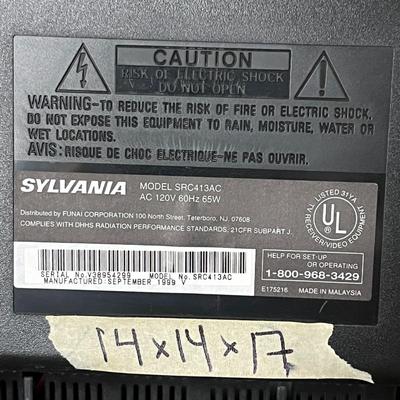 CAUTION
RISK OF ELECTRIC SHOCK
DO NOT OPEN
WARNING-TO REDUCE THE RISK OF FIRE OR ELECTRIC SHOCK,
DO NOT EXPOSE THIS EQUIPMENT TO RAIN, MOISTURE, WATER OR
WET LOCATIONS.
AVIS: RISQUE DE CHOC ELECTRIQUE-NE PAS OUVRIR.
SYLVANIA
MODEL SRC413AC
AC 120V 60Hz 65W
Distributed by FUNAI CORPORATION 100 North Street, Teterboro, NJ, 07608
COMPLIES WITH DHHS RADIATION PERFORMANCE STANDARDS, 21CFR SUBPART J.
LISTED 31YA
UL
®
TV RECEIVER/VIDEO EQUIPMENT
SERIAL No.V38954299 MODEL No.SRC413AC
MANUFACTURED:SEPTEMBER 1999 V
HELP FOR SET-UP
OR OPERATING
1-800-968-3429
E175216 MADE IN MALAYSIA
14x14x17